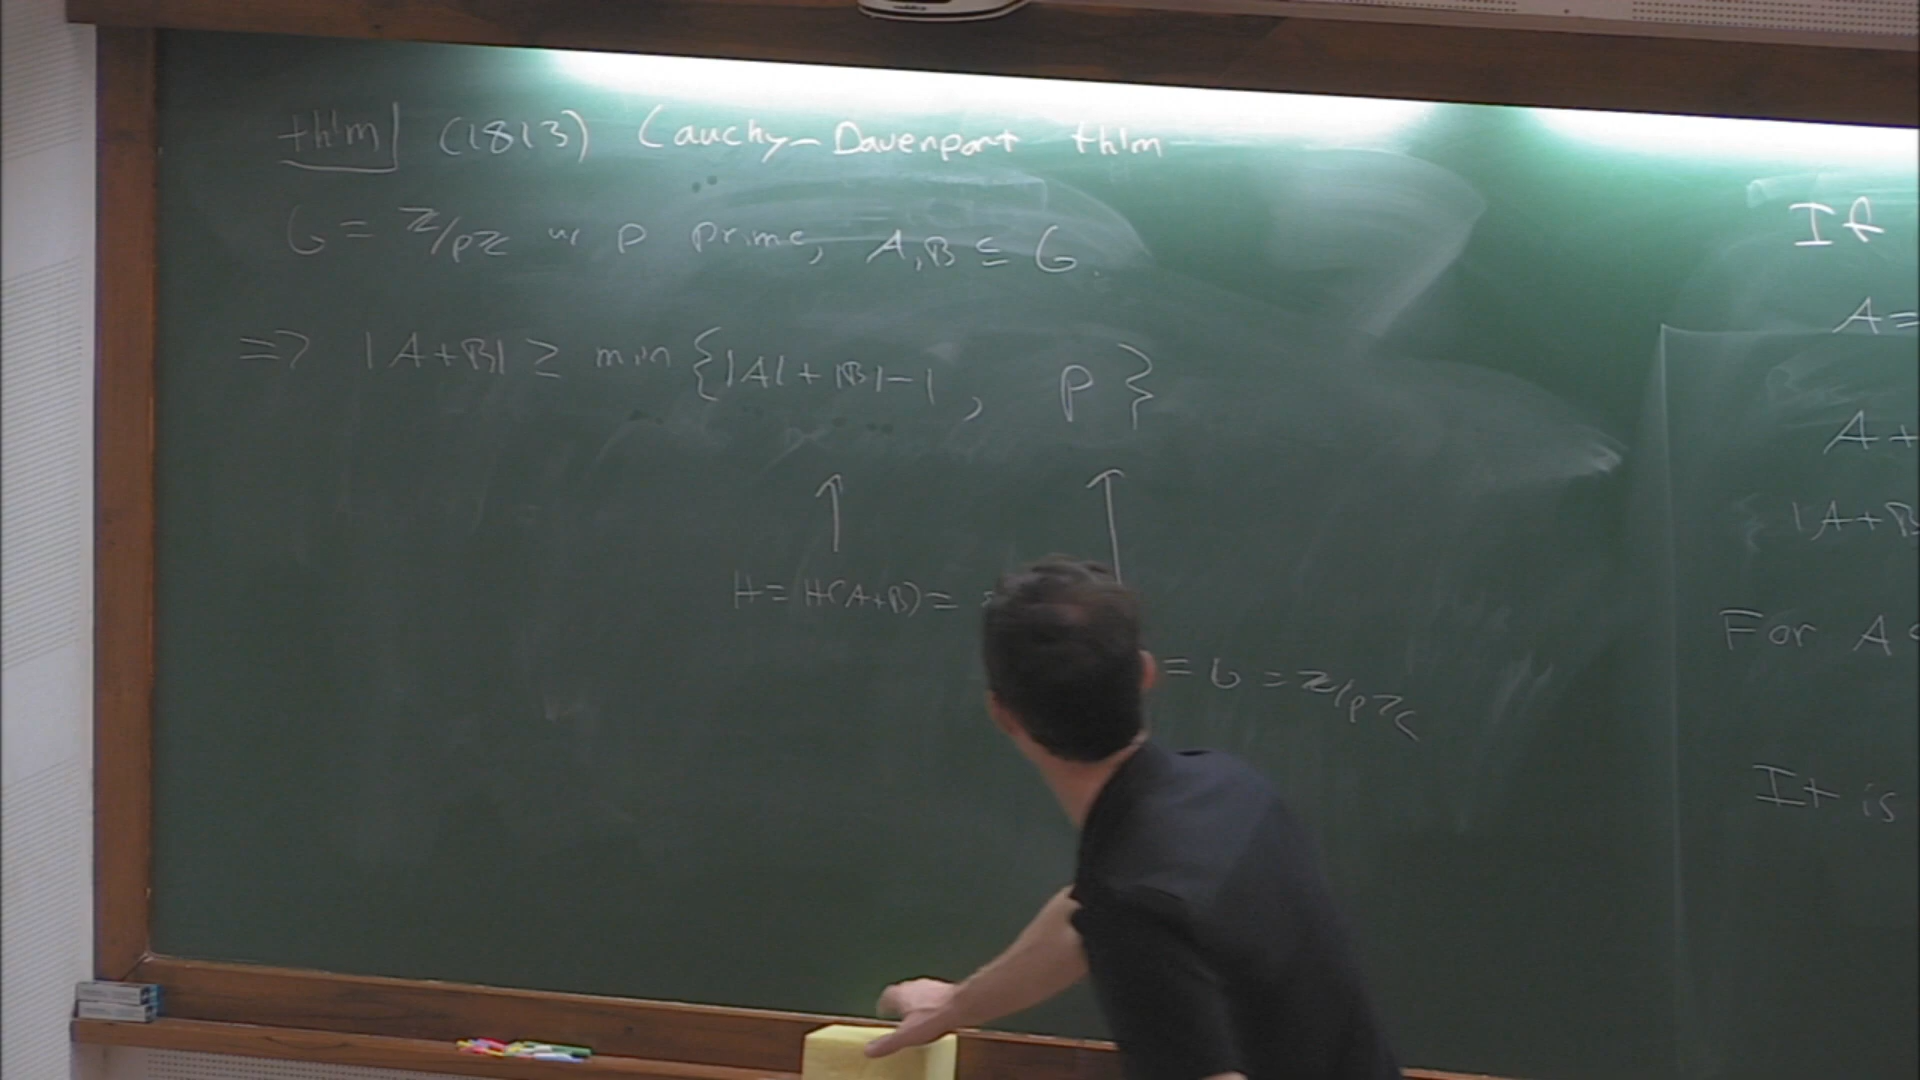 th'm (1813) Cauchy-Davenport th'm
G = ℤ/pℤ w p prime, A,B ⊆ G.
⇒ |A+B| ≥ min {|A|+|B|-1, p}
↑ ↑
H = H(A+B) =
= G = ℤ/pℤ
If
A =
A +
|A+B
For A
It is